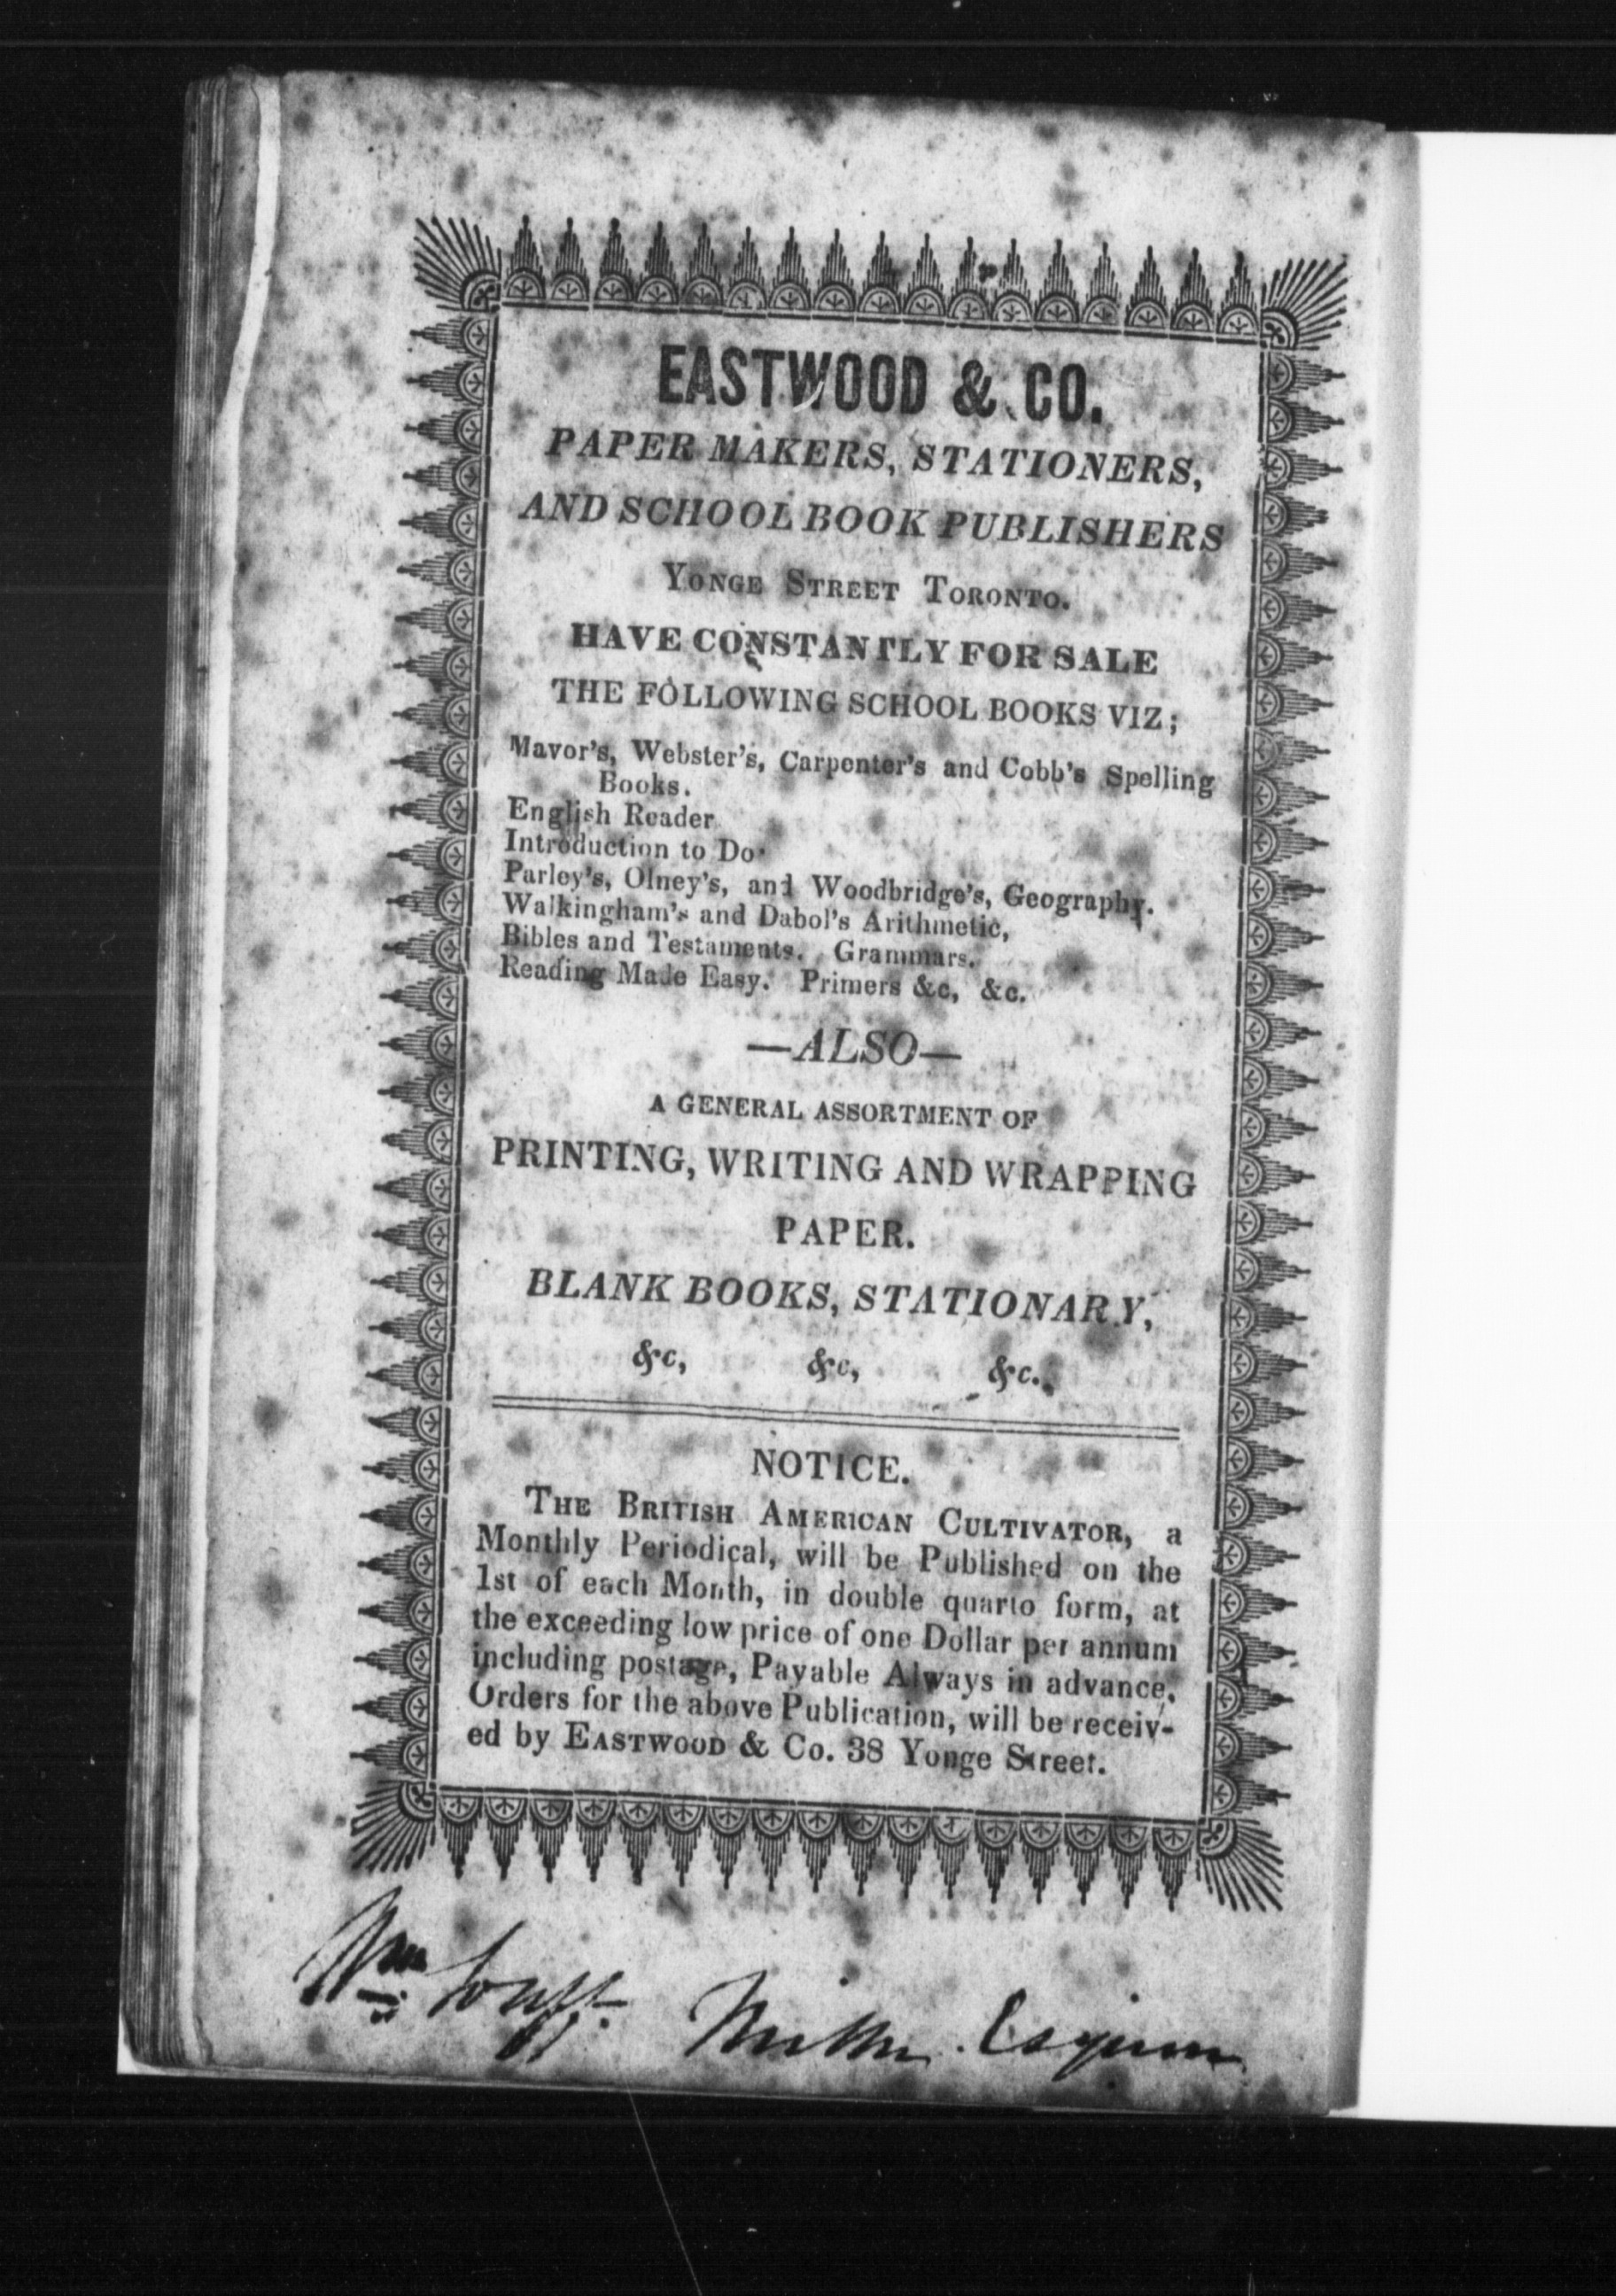 EASTWOOD & CO.
PAPER MAKERS, STATIONERS,
AND SCHOOL BOOK PUBLISHERS
YONGE STREET TORONTO.
HAVE CONSTANTLY FOR SALE
THE FOLLOWING SCHOOL BOOKS VIZ;
Mavor's, Webster's, Carpenter's and Cobb's Spelling
Books.
English Reader
Introduction to Do.
Parley's, Olney's, and Woodbridge's, Geography.
Walkingham's and Dabol's Arithmetic,
Bibles and Testaments. Grammars.
Reading Made Easy. Primers &c, &c.
—ALSO—
A GENERAL ASSORTMENT OF
PRINTING, WRITING AND WRAPPING
PAPER.
BLANK BOOKS, STATIONARY,
&c, &c, &c.
NOTICE.
THE BRITISH AMERICAN CULTIVATOR, a
Monthly Periodical, will be Published on the
1st of each Month, in double quarto form, at
the exceeding low price of one Dollar per annum
including postage, Payable Always in advance.
Orders for the above Publication, will be receiv-
ed by EASTWOOD & Co. 38 Yonge Street.
Wm